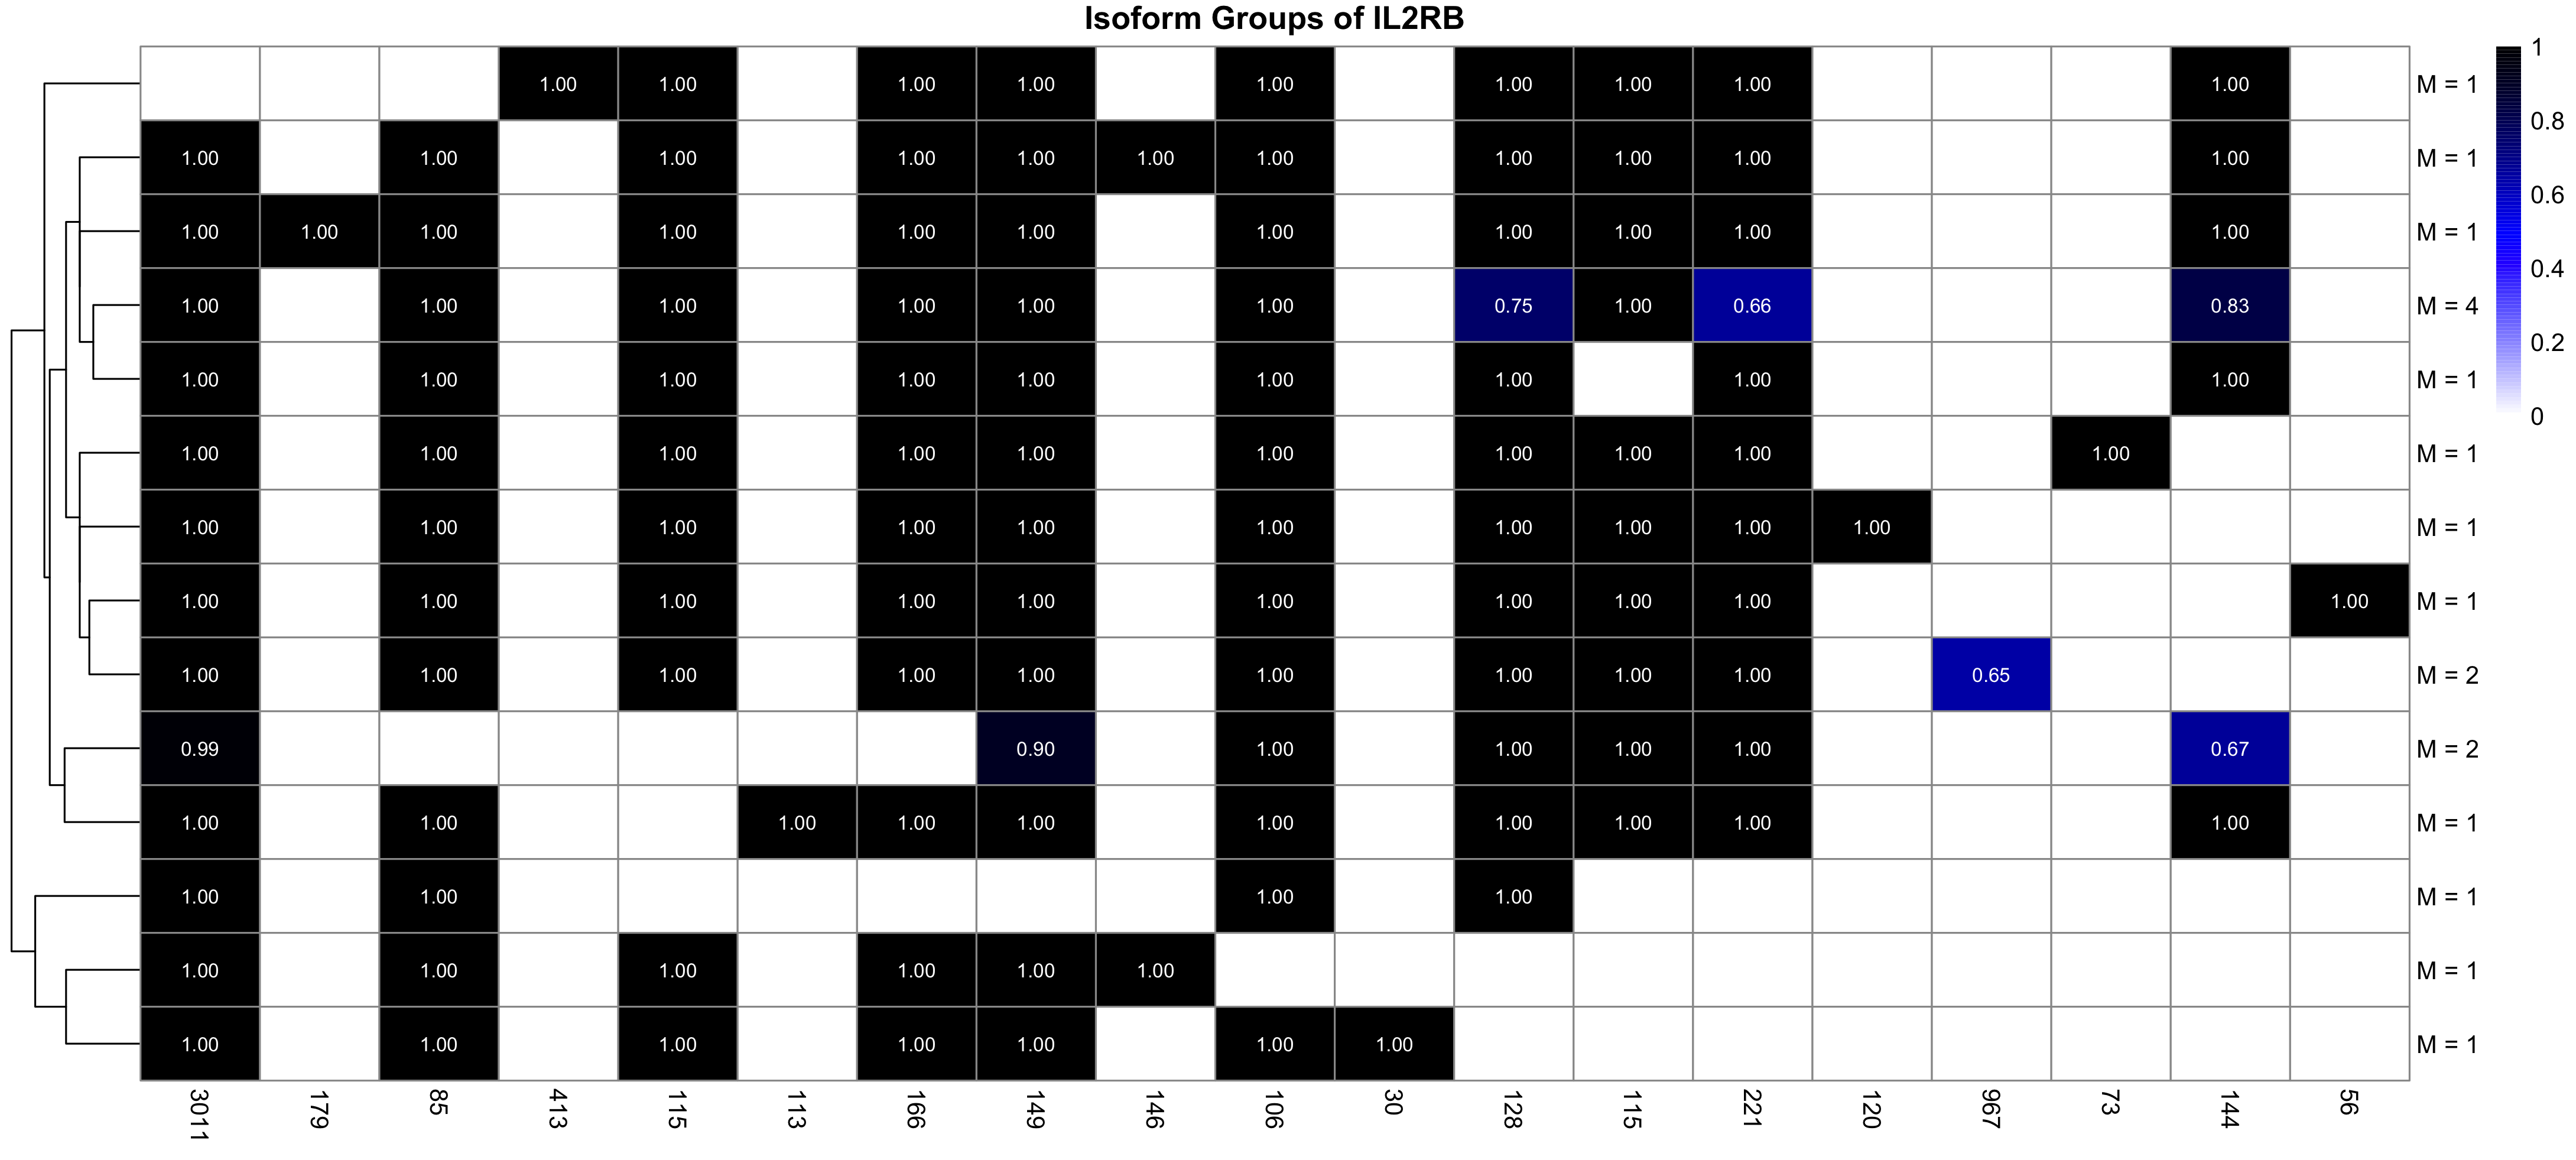 Isoform Groups of IL2RB
1.00 1.00 1.00 1.00 1.00 1.00 1.00 1.00 1.00 M = 1
1.00 1.00 1.00 1.00 1.00 1.00 1.00 1.00 1.00 1.00 1.00 M = 1
1.00 1.00 1.00 1.00 1.00 1.00 1.00 1.00 1.00 1.00 1.00 M = 1
1.00 1.00 1.00 1.00 1.00 1.00 0.75 1.00 0.66 0.83 M = 4
1.00 1.00 1.00 1.00 1.00 1.00 1.00 1.00 1.00 M = 1
1.00 1.00 1.00 1.00 1.00 1.00 1.00 1.00 1.00 1.00 M = 1
1.00 1.00 1.00 1.00 1.00 1.00 1.00 1.00 1.00 1.00 M = 1
1.00 1.00 1.00 1.00 1.00 1.00 1.00 1.00 1.00 1.00 M = 1
1.00 1.00 1.00 1.00 1.00 1.00 1.00 1.00 1.00 0.65 M = 2
0.99 0.90 1.00 1.00 1.00 1.00 0.67 M = 2
1.00 1.00 1.00 1.00 1.00 1.00 1.00 1.00 1.00 1.00 M = 1
1.00 1.00 1.00 1.00 M = 1
1.00 1.00 1.00 1.00 1.00 1.00 M = 1
1.00 1.00 1.00 1.00 1.00 1.00 1.00 M = 1
3011 179 85 413 115 113 166 149 146 106 30 128 115 221 120 967 73 144 56
1
0.8
0.6
0.4
0.2
0